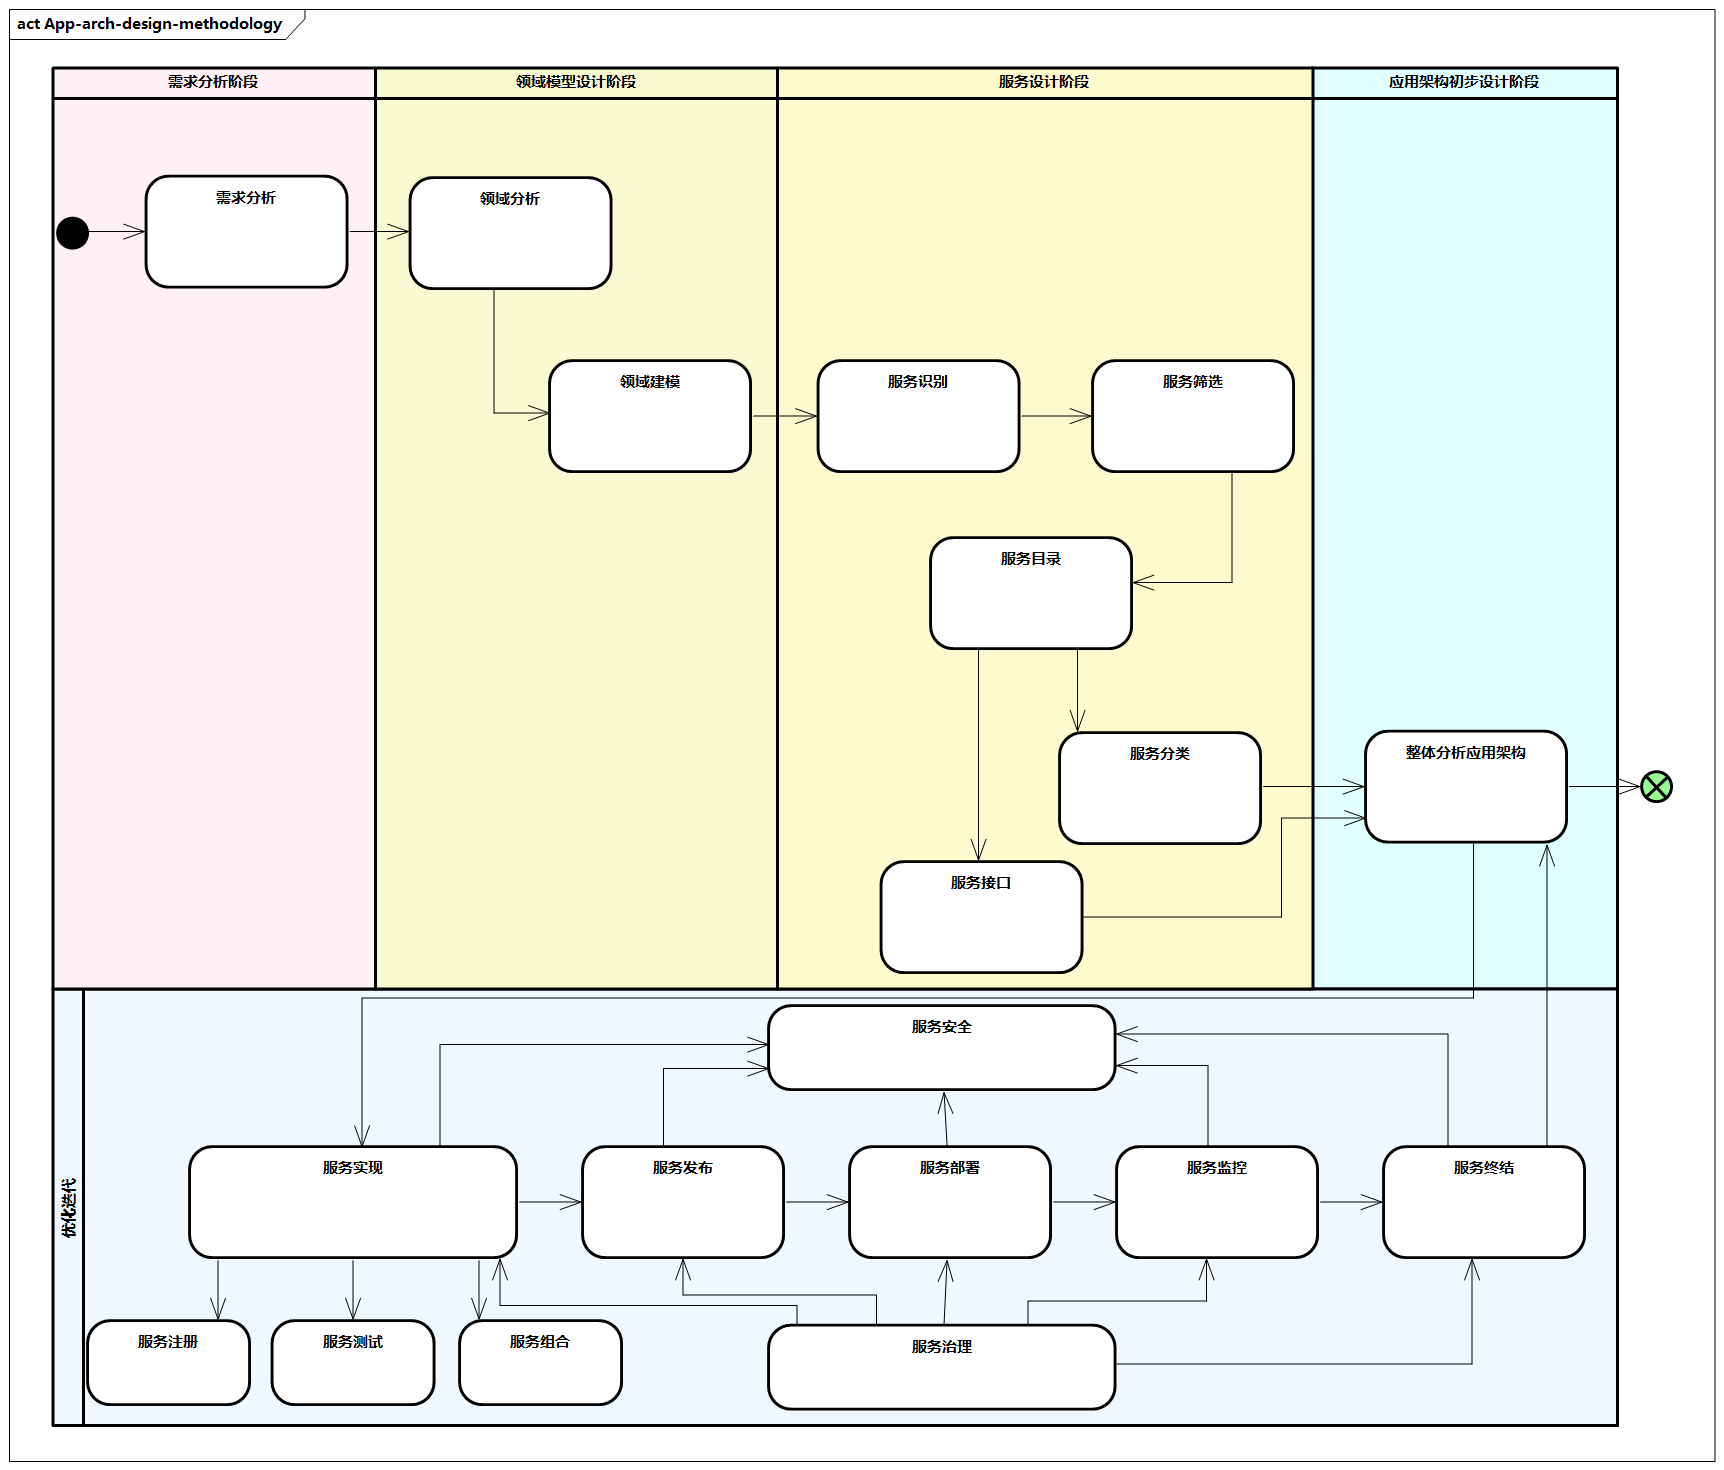 act App-arch-design-methodology
需求分析阶段
领域模型设计阶段
服务设计阶段
应用架构初步设计阶段
需求分析
领域分析
领域建模
服务识别
服务筛选
服务目录
服务分类
整体分析应用架构
服务接口
优化迭代
服务安全
服务实现
服务发布
服务部署
服务监控
服务终结
服务注册
服务测试
服务组合
服务治理